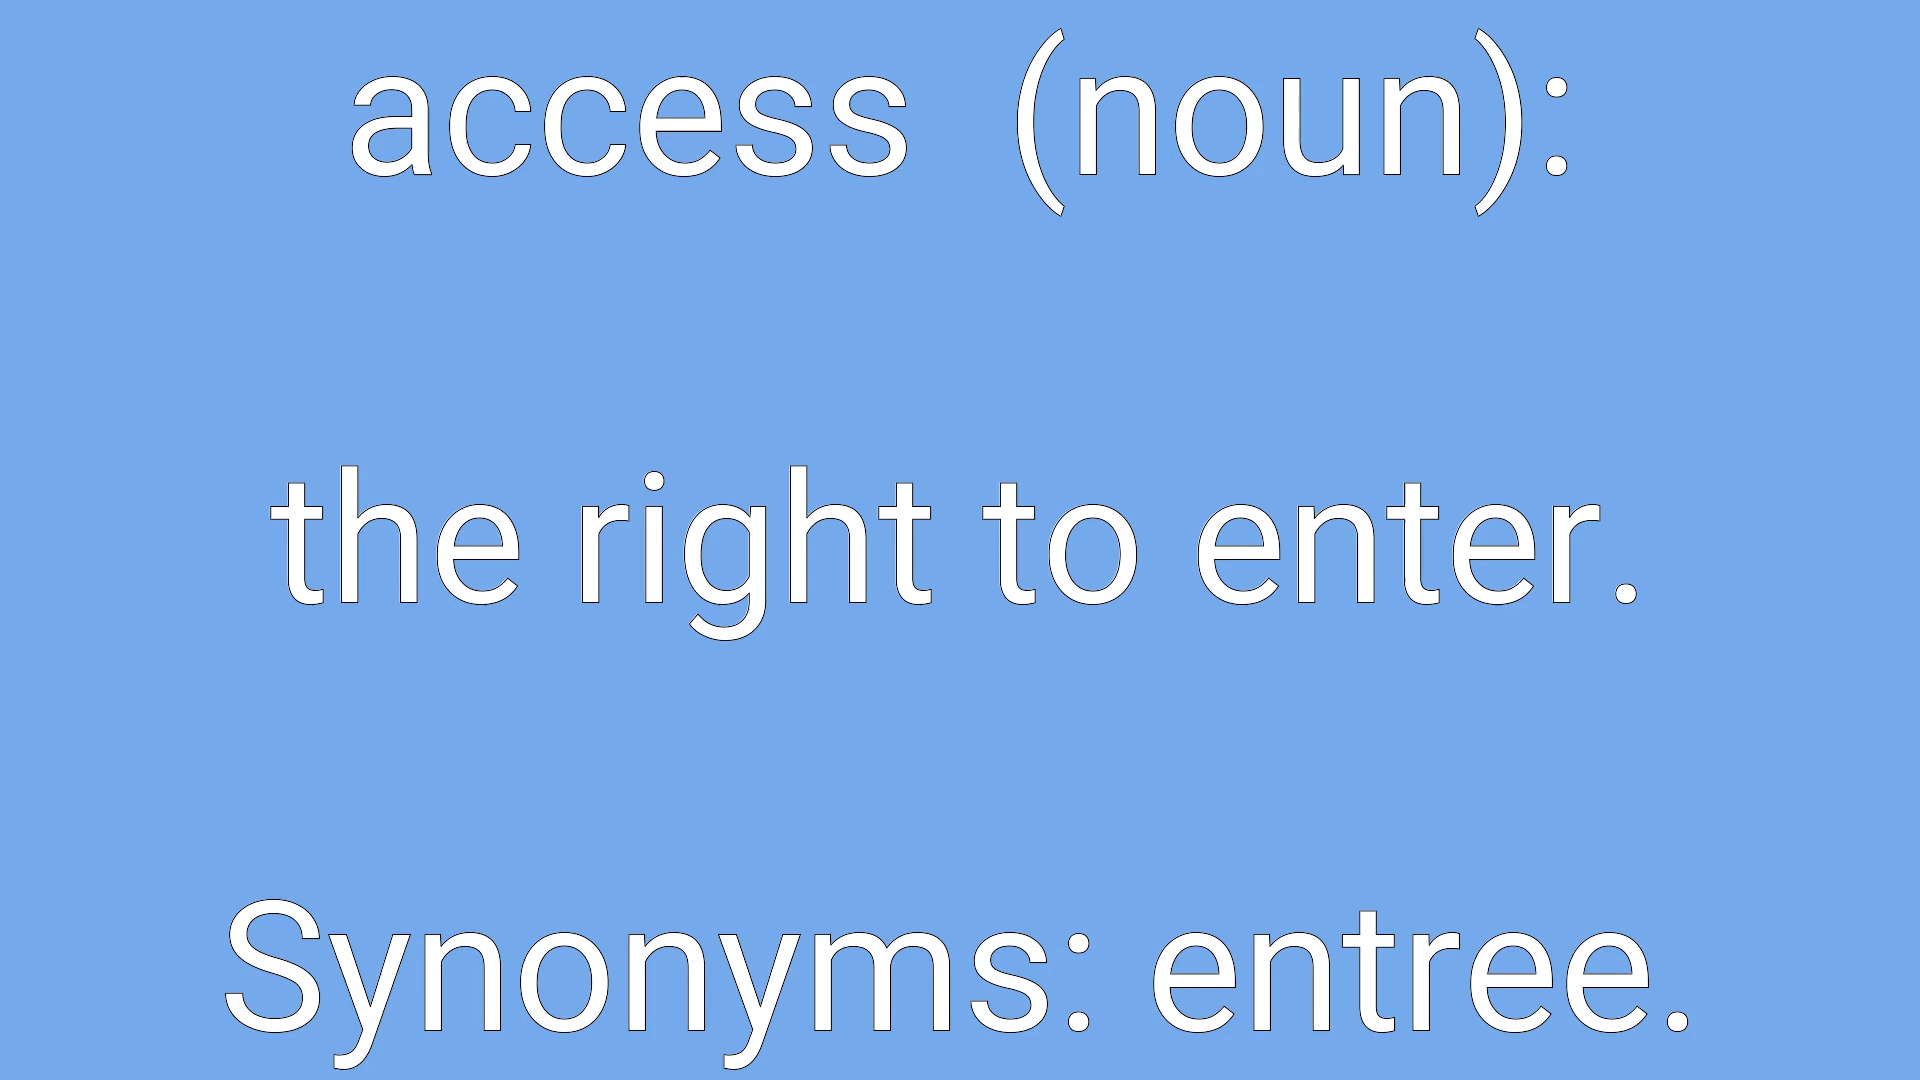 access  (noun):
the right to enter.
Synonyms: entree.